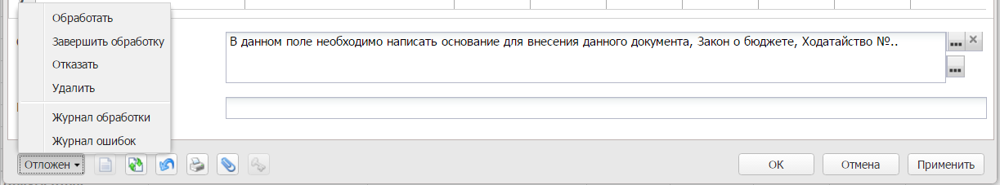 Обработать
Завершить обработку
Отказать
Удалить
Журнал обработки
Журнал ошибок
В данном поле необходимо написать основание для внесения данного документа, Закон о бюджете, Ходатайство №..
Отложен
ОК
Отмена
Применить